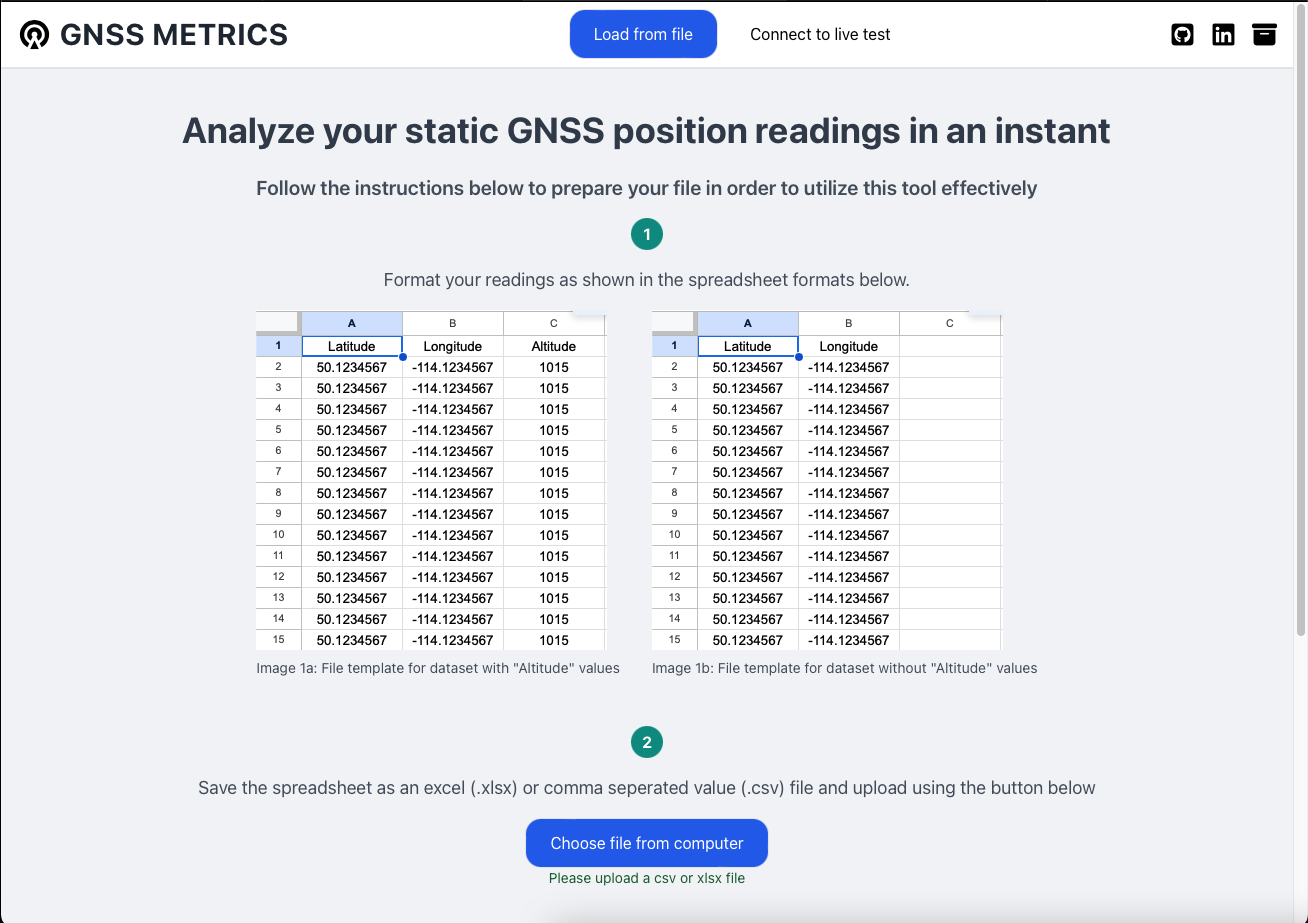 GNSS METRICS
Load from file
Connect to live test
Analyze your static GNSS position readings in an instant
Follow the instructions below to prepare your file in order to utilize this tool effectively
1
Format your readings as shown in the spreadsheet formats below.
A B C
1 Latitude Longitude Altitude
2 50.1234567 -114.1234567 1015
3 50.1234567 -114.1234567 1015
4 50.1234567 -114.1234567 1015
5 50.1234567 -114.1234567 1015
6 50.1234567 -114.1234567 1015
7 50.1234567 -114.1234567 1015
8 50.1234567 -114.1234567 1015
9 50.1234567 -114.1234567 1015
10 50.1234567 -114.1234567 1015
11 50.1234567 -114.1234567 1015
12 50.1234567 -114.1234567 1015
13 50.1234567 -114.1234567 1015
14 50.1234567 -114.1234567 1015
15 50.1234567 -114.1234567 1015
Image 1a: File template for dataset with "Altitude" values
A B C
1 Latitude Longitude
2 50.1234567 -114.1234567
3 50.1234567 -114.1234567
4 50.1234567 -114.1234567
5 50.1234567 -114.1234567
6 50.1234567 -114.1234567
7 50.1234567 -114.1234567
8 50.1234567 -114.1234567
9 50.1234567 -114.1234567
10 50.1234567 -114.1234567
11 50.1234567 -114.1234567
12 50.1234567 -114.1234567
13 50.1234567 -114.1234567
14 50.1234567 -114.1234567
15 50.1234567 -114.1234567
Image 1b: File template for dataset without "Altitude" values
2
Save the spreadsheet as an excel (.xlsx) or comma seperated value (.csv) file and upload using the button below
Choose file from computer
Please upload a csv or xlsx file